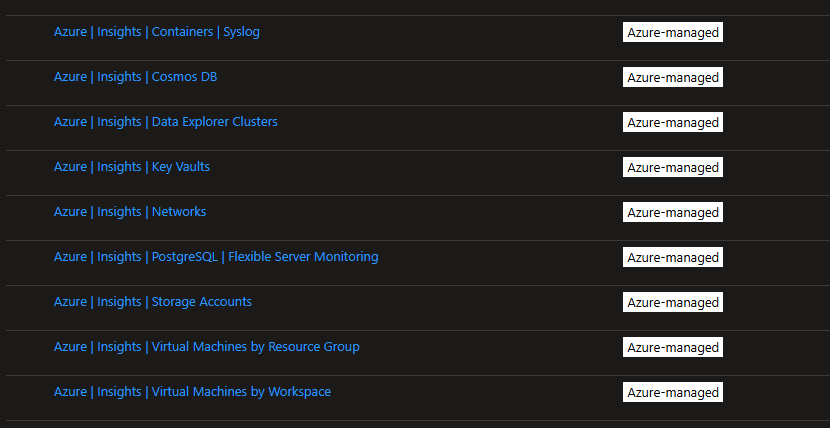 Azure | Insights | Containers | Syslog Azure-managed
Azure | Insights | Cosmos DB Azure-managed
Azure | Insights | Data Explorer Clusters Azure-managed
Azure | Insights | Key Vaults Azure-managed
Azure | Insights | Networks Azure-managed
Azure | Insights | PostgreSQL | Flexible Server Monitoring Azure-managed
Azure | Insights | Storage Accounts Azure-managed
Azure | Insights | Virtual Machines by Resource Group Azure-managed
Azure | Insights | Virtual Machines by Workspace Azure-managed